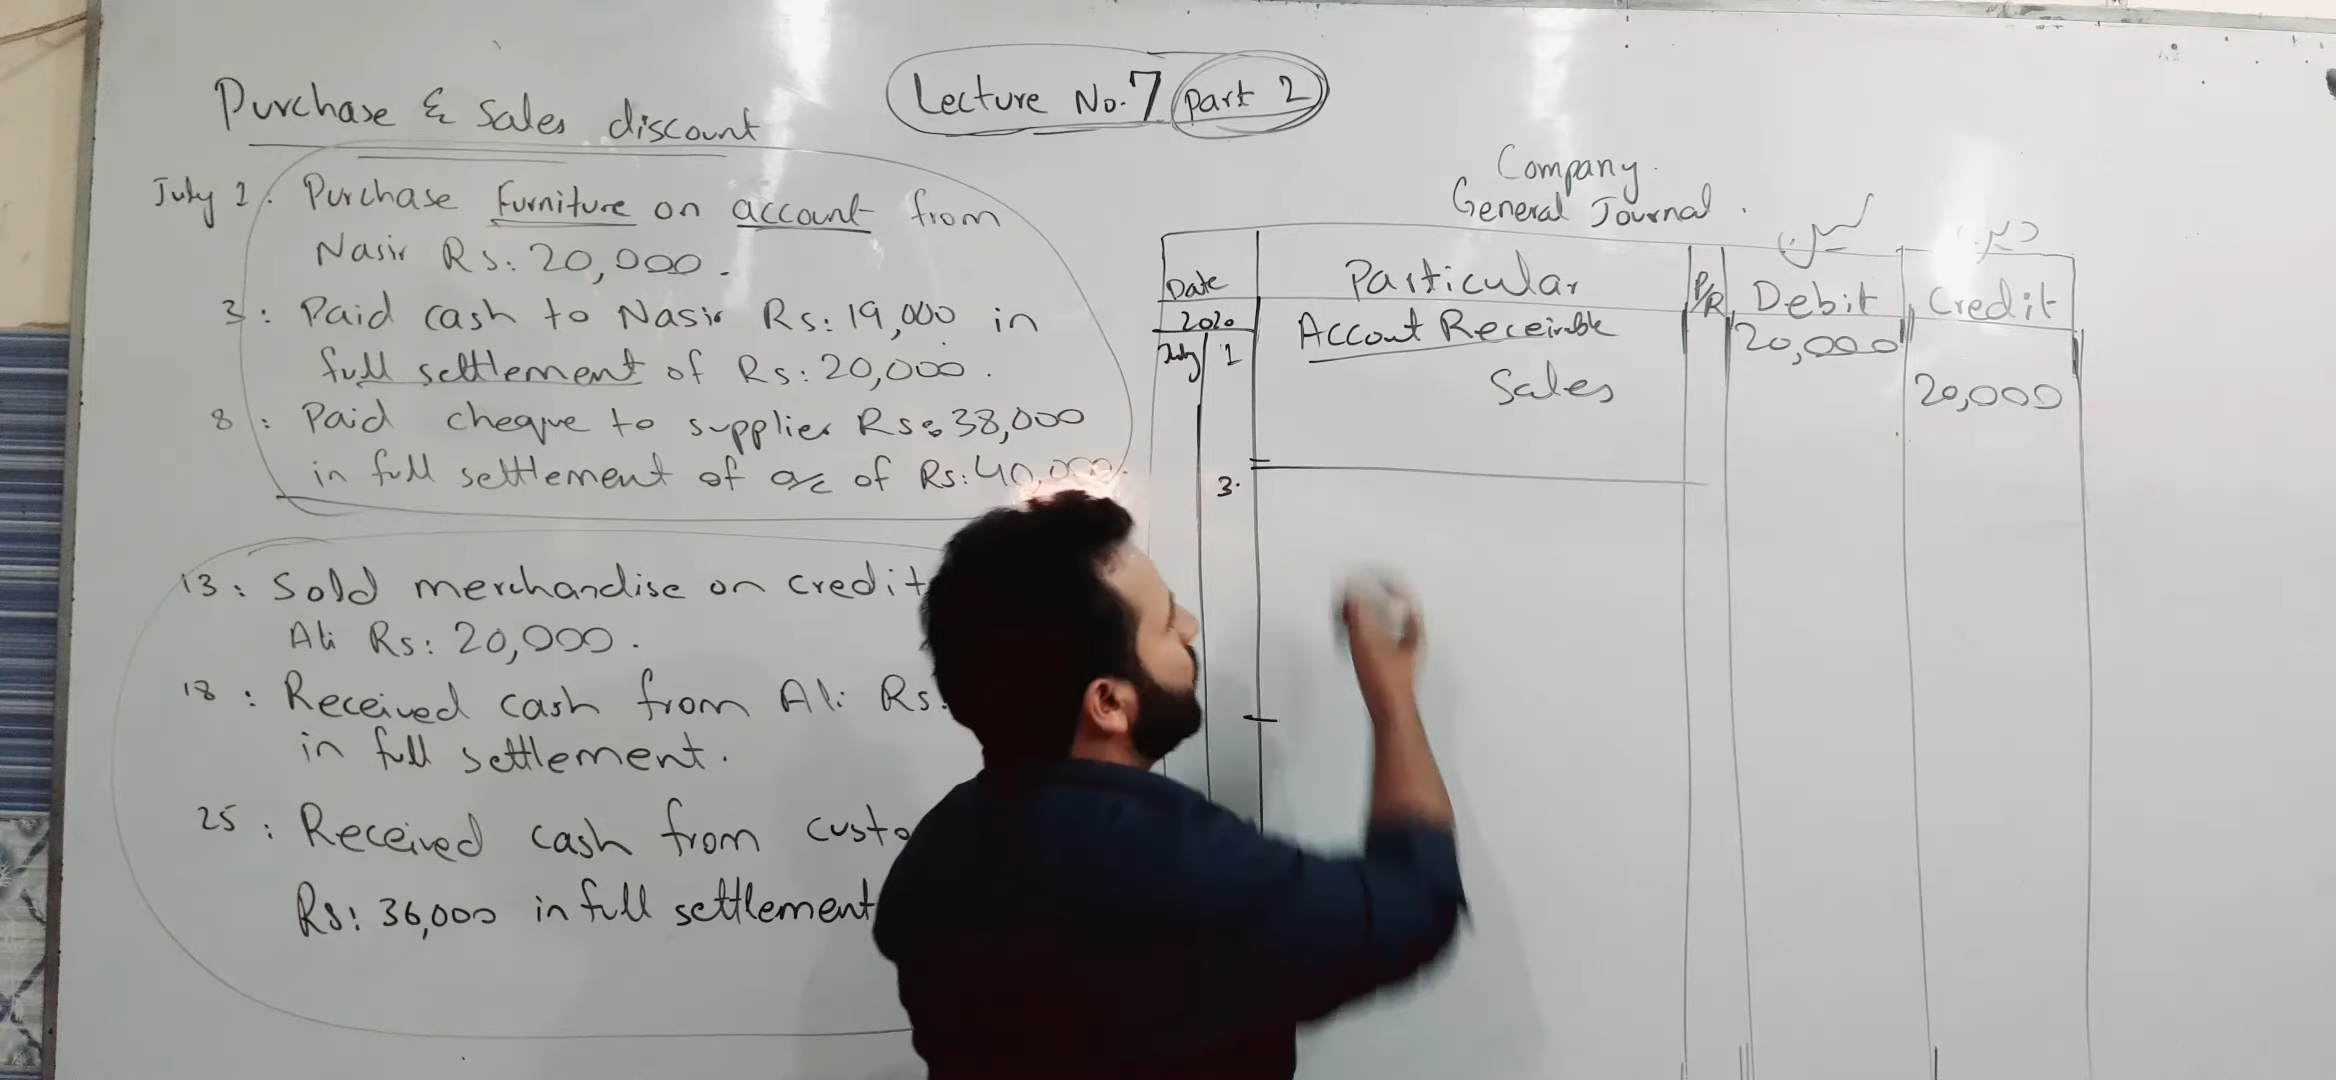 Purchase & Sales discount
Lecture No.7 part 2
July 1: Purchase Furniture on account from
Nasir Rs: 20,000.
3: Paid cash to Nasir Rs: 19,000 in
full settlement of Rs: 20,000.
8: Paid cheque to supplier Rs: 38,000
in full settlement of a/c of Rs: 40,000.
13: Sold merchandise on credit
Ali Rs: 20,000.
18: Received cash from Ali Rs:
in full settlement.
25: Received cash from custo
Rs: 36,000 in full settlement
Company
General Journal.
لین دین
Date Particular P/R Debit Credit
2020
July 1 Accout Receivable 20,000
Sales 20,000
3.